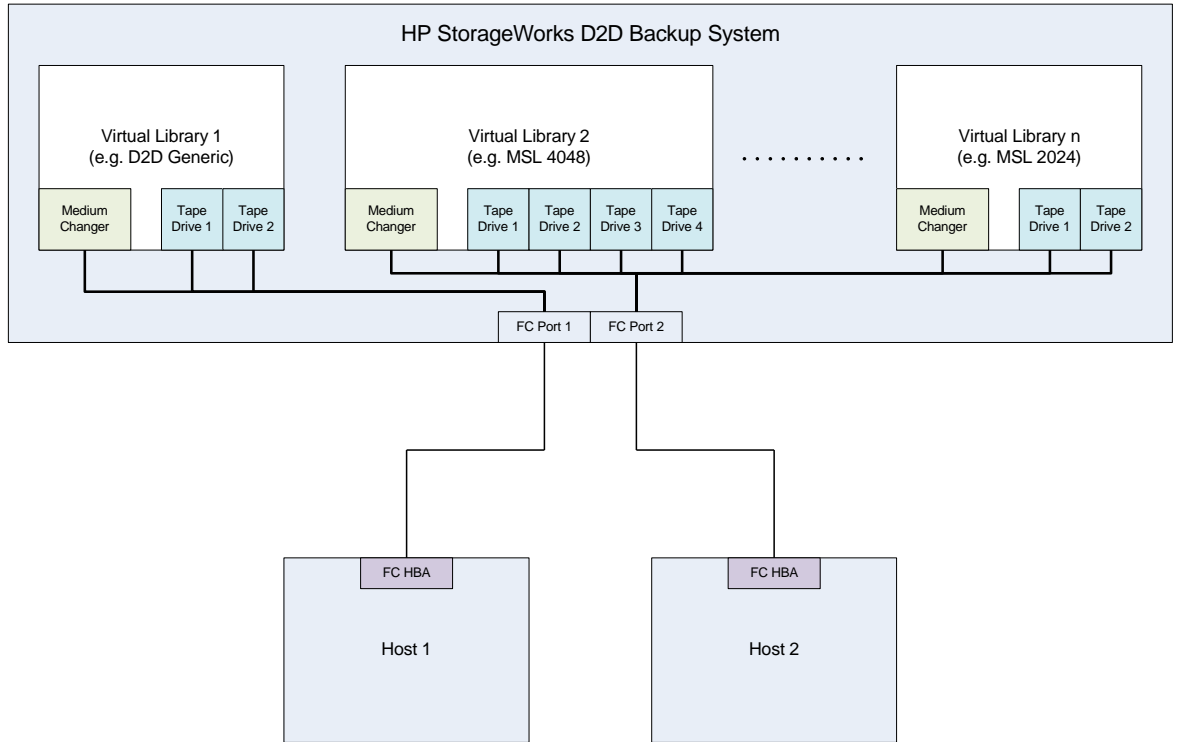 HP StorageWorks D2D Backup System
Virtual Library 1
(e.g. D2D Generic)
Medium
Changer
Tape
Drive 1
Tape
Drive 2
Virtual Library 2
(e.g. MSL 4048)
Medium
Changer
Tape
Drive 1
Tape
Drive 2
Tape
Drive 3
Tape
Drive 4
Virtual Library n
(e.g. MSL 2024)
Medium
Changer
Tape
Drive 1
Tape
Drive 2
FC Port 1
FC Port 2
FC HBA
Host 1
FC HBA
Host 2